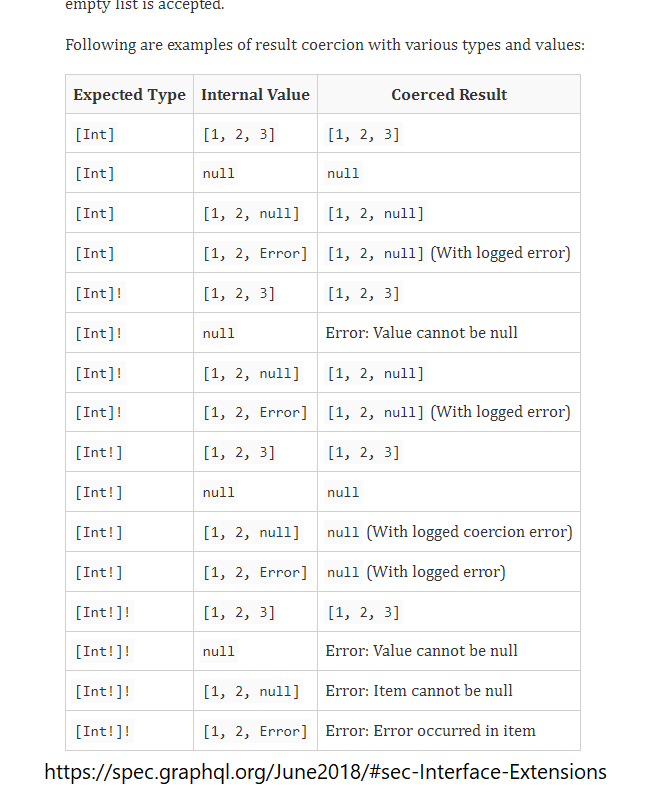 empty list is accepted.
Following are examples of result coercion with various types and values:
Expected Type Internal Value Coerced Result
[Int] [1, 2, 3] [1, 2, 3]
[Int] null null
[Int] [1, 2, null] [1, 2, null]
[Int] [1, 2, Error] [1, 2, null] (With logged error)
[Int]! [1, 2, 3] [1, 2, 3]
[Int]! null Error: Value cannot be null
[Int]! [1, 2, null] [1, 2, null]
[Int]! [1, 2, Error] [1, 2, null] (With logged error)
[Int!] [1, 2, 3] [1, 2, 3]
[Int!] null null
[Int!] [1, 2, null] null (With logged coercion error)
[Int!] [1, 2, Error] null (With logged error)
[Int!]! [1, 2, 3] [1, 2, 3]
[Int!]! null Error: Value cannot be null
[Int!]! [1, 2, null] Error: Item cannot be null
[Int!]! [1, 2, Error] Error: Error occurred in item
https://spec.graphql.org/June2018/#sec-Interface-Extensions